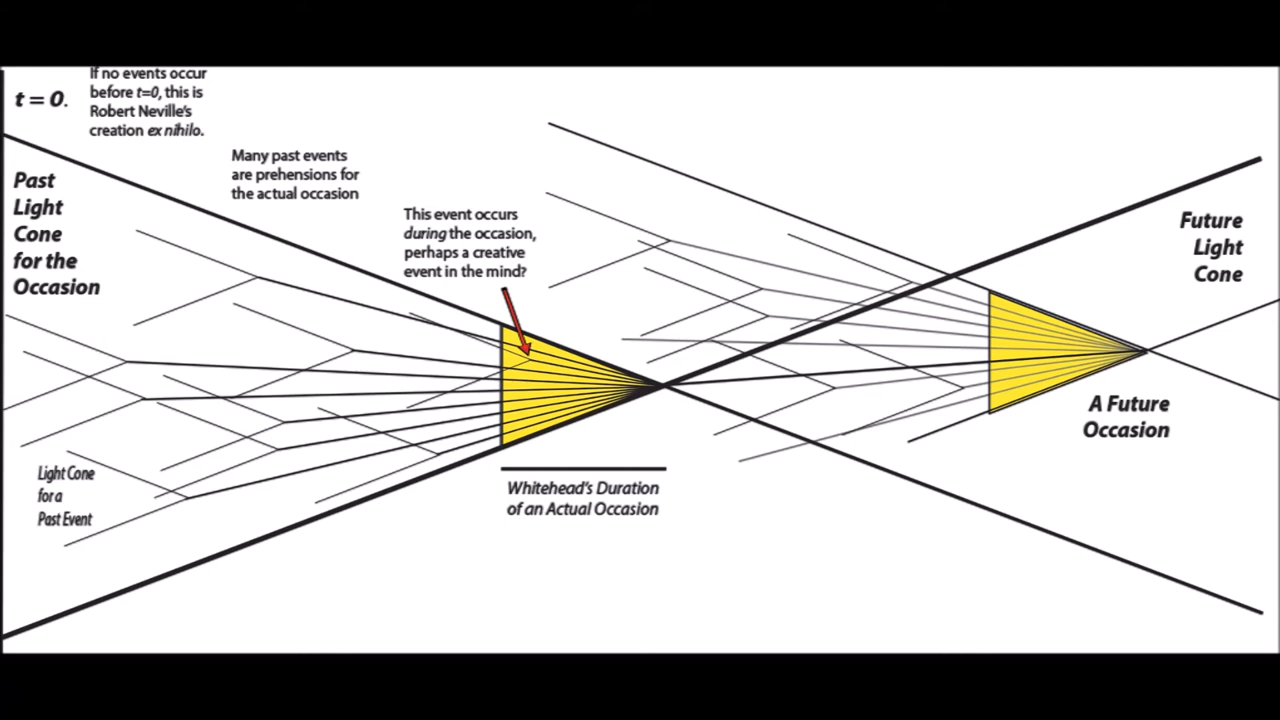 t = 0.
If no events occur
before t=0, this is
Robert Neville's
creation ex nihilo.
Many past events
are prehensions for
the actual occasion
Past
Light
Cone
for the
Occasion
This event occurs
during the occasion,
perhaps a creative
event in the mind?
Future
Light
Cone
A Future
Occasion
Light Cone
for a
Past Event
Whitehead's Duration
of an Actual Occasion